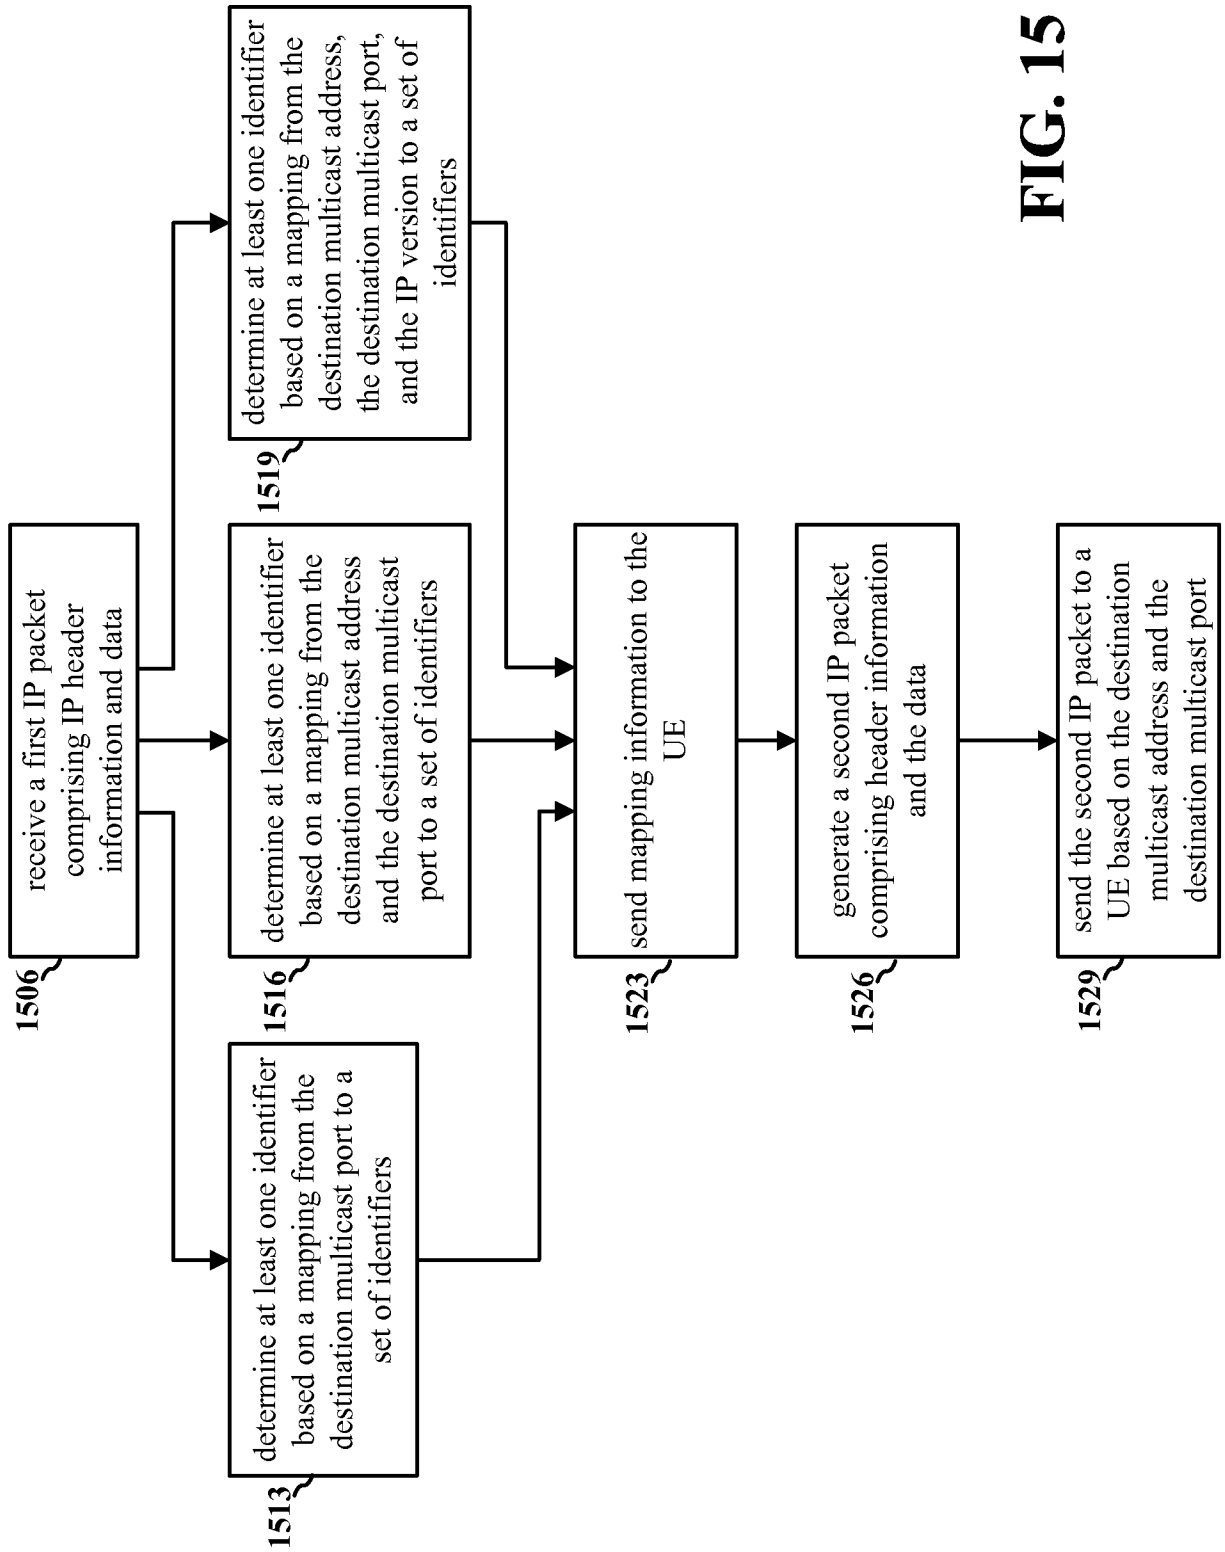 1506
receive a first IP packet
comprising IP header
information and data
1513
determine at least one identifier
based on a mapping from the
destination multicast port to a
set of identifiers
1516
determine at least one identifier
based on a mapping from the
destination multicast address
and the destination multicast
port to a set of identifiers
1519
determine at least one identifier
based on a mapping from the
destination multicast address,
the destination multicast port,
and the IP version to a set of
identifiers
1523
send mapping information to the
UE
1526
generate a second IP packet
comprising header information
and the data
1529
send the second IP packet to a
UE based on the destination
multicast address and the
destination multicast port
FIG. 15